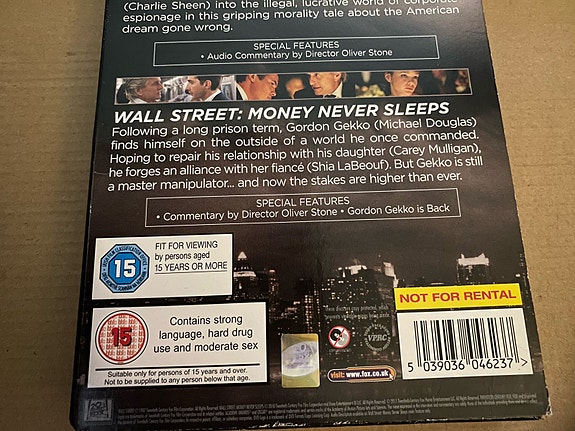 (Charlie Sheen) into the illegal, lucrative world of corporate
espionage in this gripping morality tale about the American
dream gone wrong.
SPECIAL FEATURES
• Audio Commentary by Director Oliver Stone
WALL STREET: MONEY NEVER SLEEPS
Following a long prison term, Gordon Gekko (Michael Douglas)
finds himself on the outside of a world he once commanded.
Hoping to repair his relationship with his daughter (Carey Mulligan),
he forges an alliance with her fiancé (Shia LaBeouf). But Gekko is still
a master manipulator... and now the stakes are higher than ever.
SPECIAL FEATURES
• Commentary by Director Oliver Stone • Gordon Gekko is Back
15
FIT FOR VIEWING
by persons aged
15 YEARS OR MORE
NOT FOR RENTAL
15
Contains strong
language, hard drug
use and moderate sex
Suitable only for persons of 15 years and over.
Not to be supplied to any person below that age.
VPRC
visit: www.fox.co.uk
5 039036 046237 >